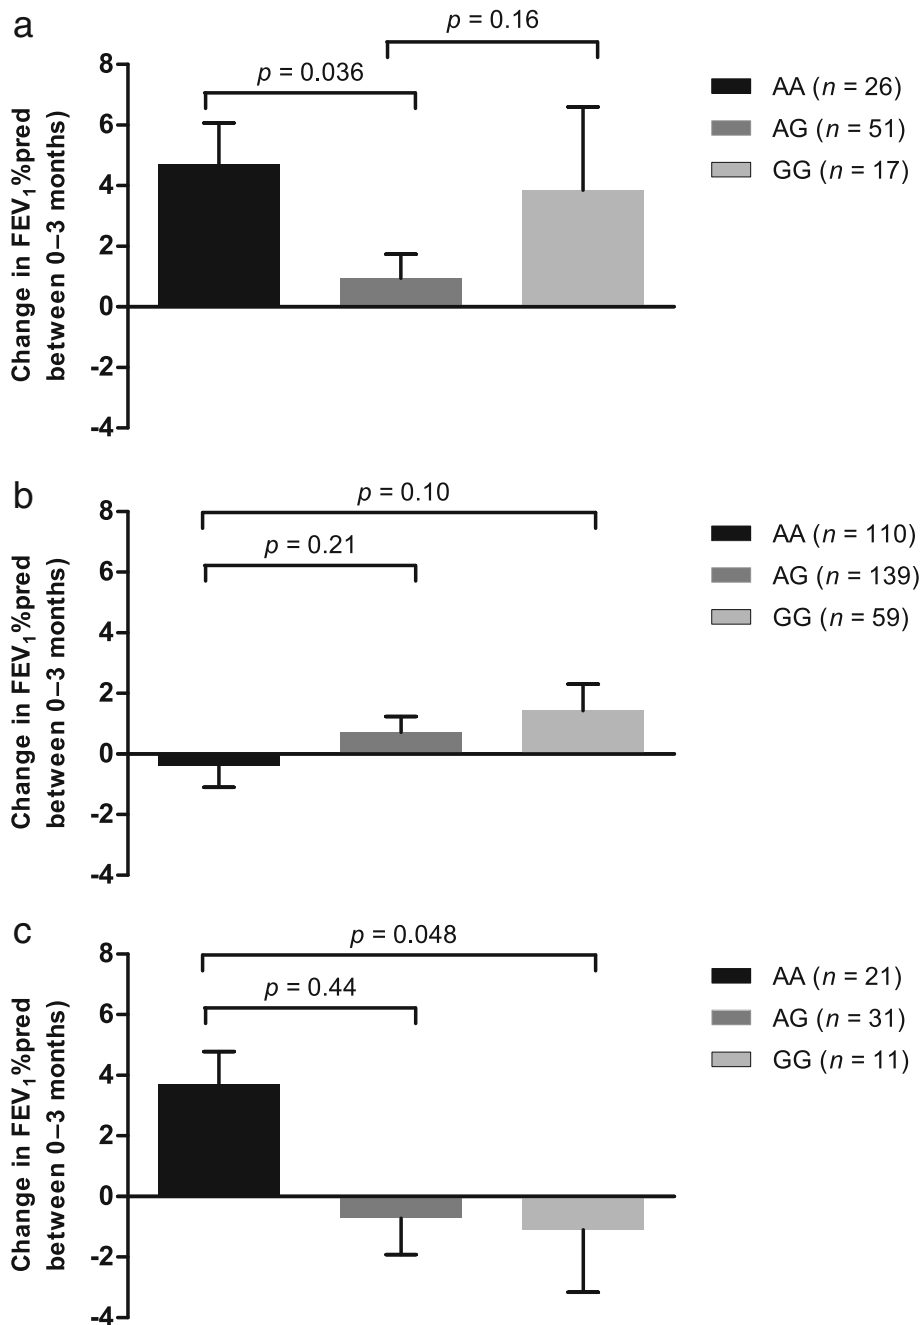 a
p = 0.16
p = 0.036
8
6
4
2
0
-2
-4
Change in FEV₁%pred
between 0–3 months)
AA (n = 26)
AG (n = 51)
GG (n = 17)
b
p = 0.10
p = 0.21
8
6
4
2
0
-2
-4
Change in FEV₁%pred
between 0–3 months)
AA (n = 110)
AG (n = 139)
GG (n = 59)
c
p = 0.048
p = 0.44
8
6
4
2
0
-2
-4
Change in FEV₁%pred
between 0–3 months)
AA (n = 21)
AG (n = 31)
GG (n = 11)